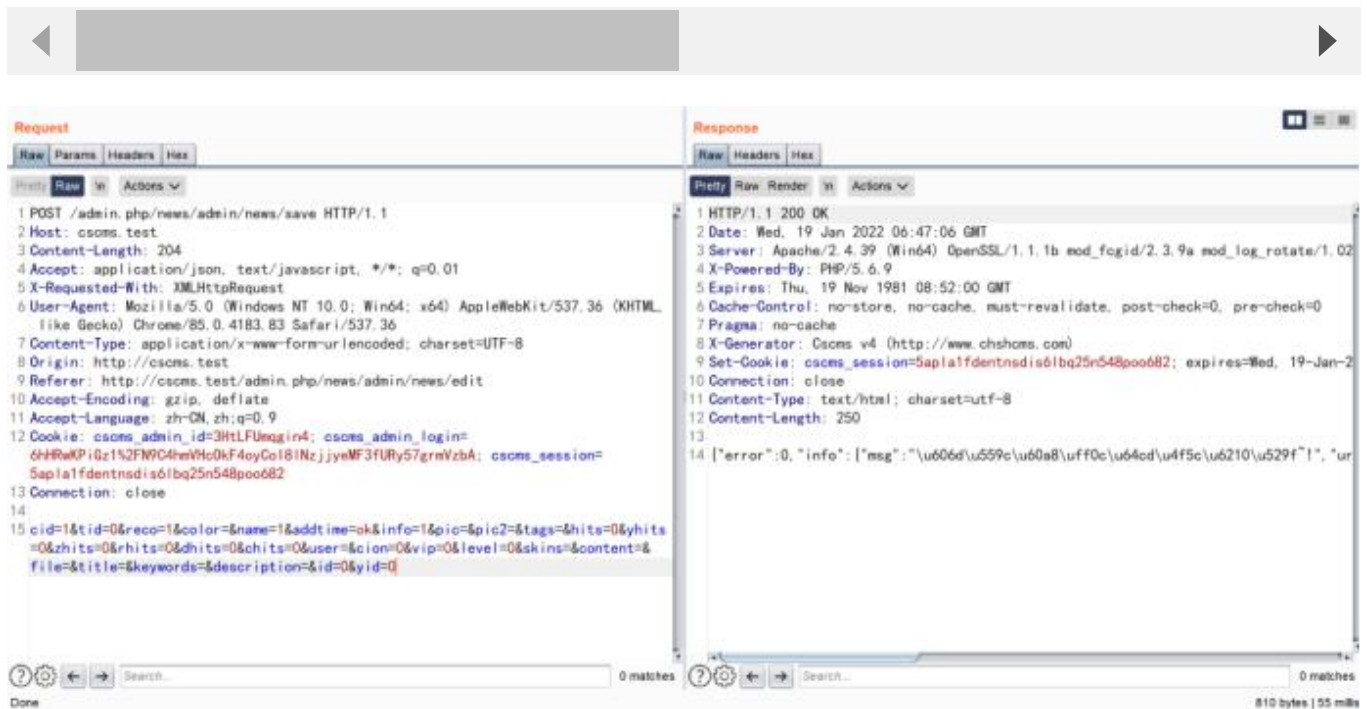 Request
Raw Params Headers Hex
Pretty Raw \n Actions
1 POST /admin.php/news/admin/news/save HTTP/1.1
2 Host: cscms.test
3 Content-Length: 204
4 Accept: application/json, text/javascript, */*; q=0.01
5 X-Requested-With: XMLHttpRequest
6 User-Agent: Mozilla/5.0 (Windows NT 10.0; Win64; x64) AppleWebKit/537.36 (KHTML,
like Gecko) Chrome/85.0.4183.83 Safari/537.36
7 Content-Type: application/x-www-form-urlencoded; charset=UTF-8
8 Origin: http://cscms.test
9 Referer: http://cscms.test/admin.php/news/admin/news/edit
10 Accept-Encoding: gzip, deflate
11 Accept-Language: zh-CN,zh;q=0.9
12 Cookie: cscms_admin_id=3HtLFUmqgin4; cscms_admin_login=
6hHRwKPiGz1%2FN9C4hmVHcOkF4oyCol8INzjjyeMF3fURy57grmVzbA; cscms_session=
5apla1fdentnsdis6lbq25n548poo682
13 Connection: close
14
15 cid=1&tid=0&reco=1&color=&name=1&addtime=ok&info=1&pic=&pic2=&tags=&hits=0&yhits
=0&zhits=0&rhits=0&dhits=0&chits=0&user=&cion=0&vip=0&level=0&skins=&content=&
file=&title=&keywords=&description=&id=0&yid=0
Search... 0 matches
Done
Response
Raw Headers Hex
Pretty Raw Render \n Actions
1 HTTP/1.1 200 OK
2 Date: Wed, 19 Jan 2022 06:47:06 GMT
3 Server: Apache/2.4.39 (Win64) OpenSSL/1.1.1b mod_fcgid/2.3.9a mod_log_rotate/1.02
4 X-Powered-By: PHP/5.6.9
5 Expires: Thu, 19 Nov 1981 08:52:00 GMT
6 Cache-Control: no-store, no-cache, must-revalidate, post-check=0, pre-check=0
7 Pragma: no-cache
8 X-Generator: Cscms v4 (http://www.chshcms.com)
9 Set-Cookie: cscms_session=5apla1fdentnsdis6lbq25n548poo682; expires=Wed, 19-Jan-2
10 Connection: close
11 Content-Type: text/html; charset=utf-8
12 Content-Length: 250
13
14 {"error":0,"info":["msg":"\u606d\u559c\u60a8\uff0c\u64cd\u4f5c\u6210\u529f~!","ur
Search... 0 matches
810 bytes | 55 millis